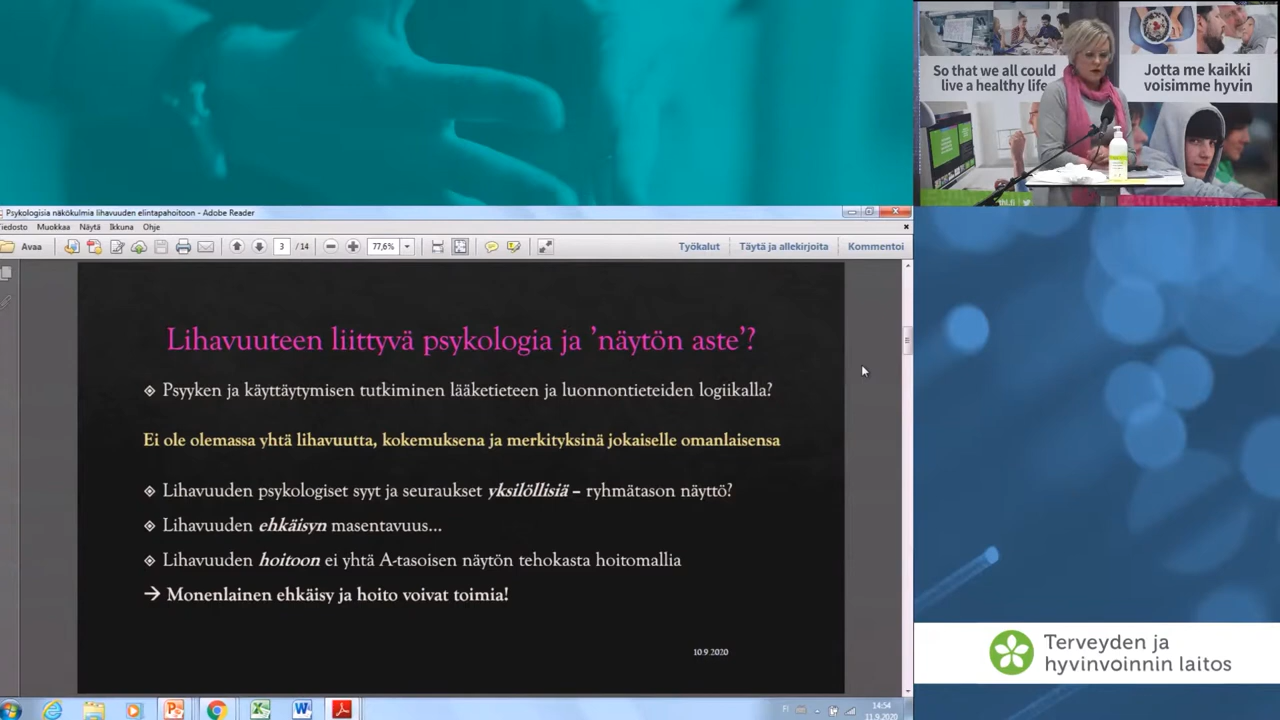 So that we all could
live a healthy life
Jotta me kaikki
voisimme hyvin
Psykologisia näkökulmia lihavuuden elintapahoitoon - Adobe Reader
iedosto Muokkaa Näytä Ikkuna Ohje
Avaa 3 / 14 77,6% Työkalut Täytä ja allekirjoita Kommentoi
Lihavuuteen liittyvä psykologia ja ’näytön aste’?
Psyyken ja käyttäytymisen tutkiminen lääketieteen ja luonnontieteiden logiikalla?
Ei ole olemassa yhtä lihavuutta, kokemuksena ja merkityksinä jokaiselle omanlaisensa
Lihavuuden psykologiset syyt ja seuraukset yksilöllisiä – ryhmätason näyttö?
Lihavuuden ehkäisyn masentavuus...
Lihavuuden hoitoon ei yhtä A-tasoisen näytön tehokasta hoitomallia
→ Monenlainen ehkäisy ja hoito voivat toimia!
10.9.2020
Terveyden ja
hyvinvoinnin laitos
FI 14:54
11.9.2020